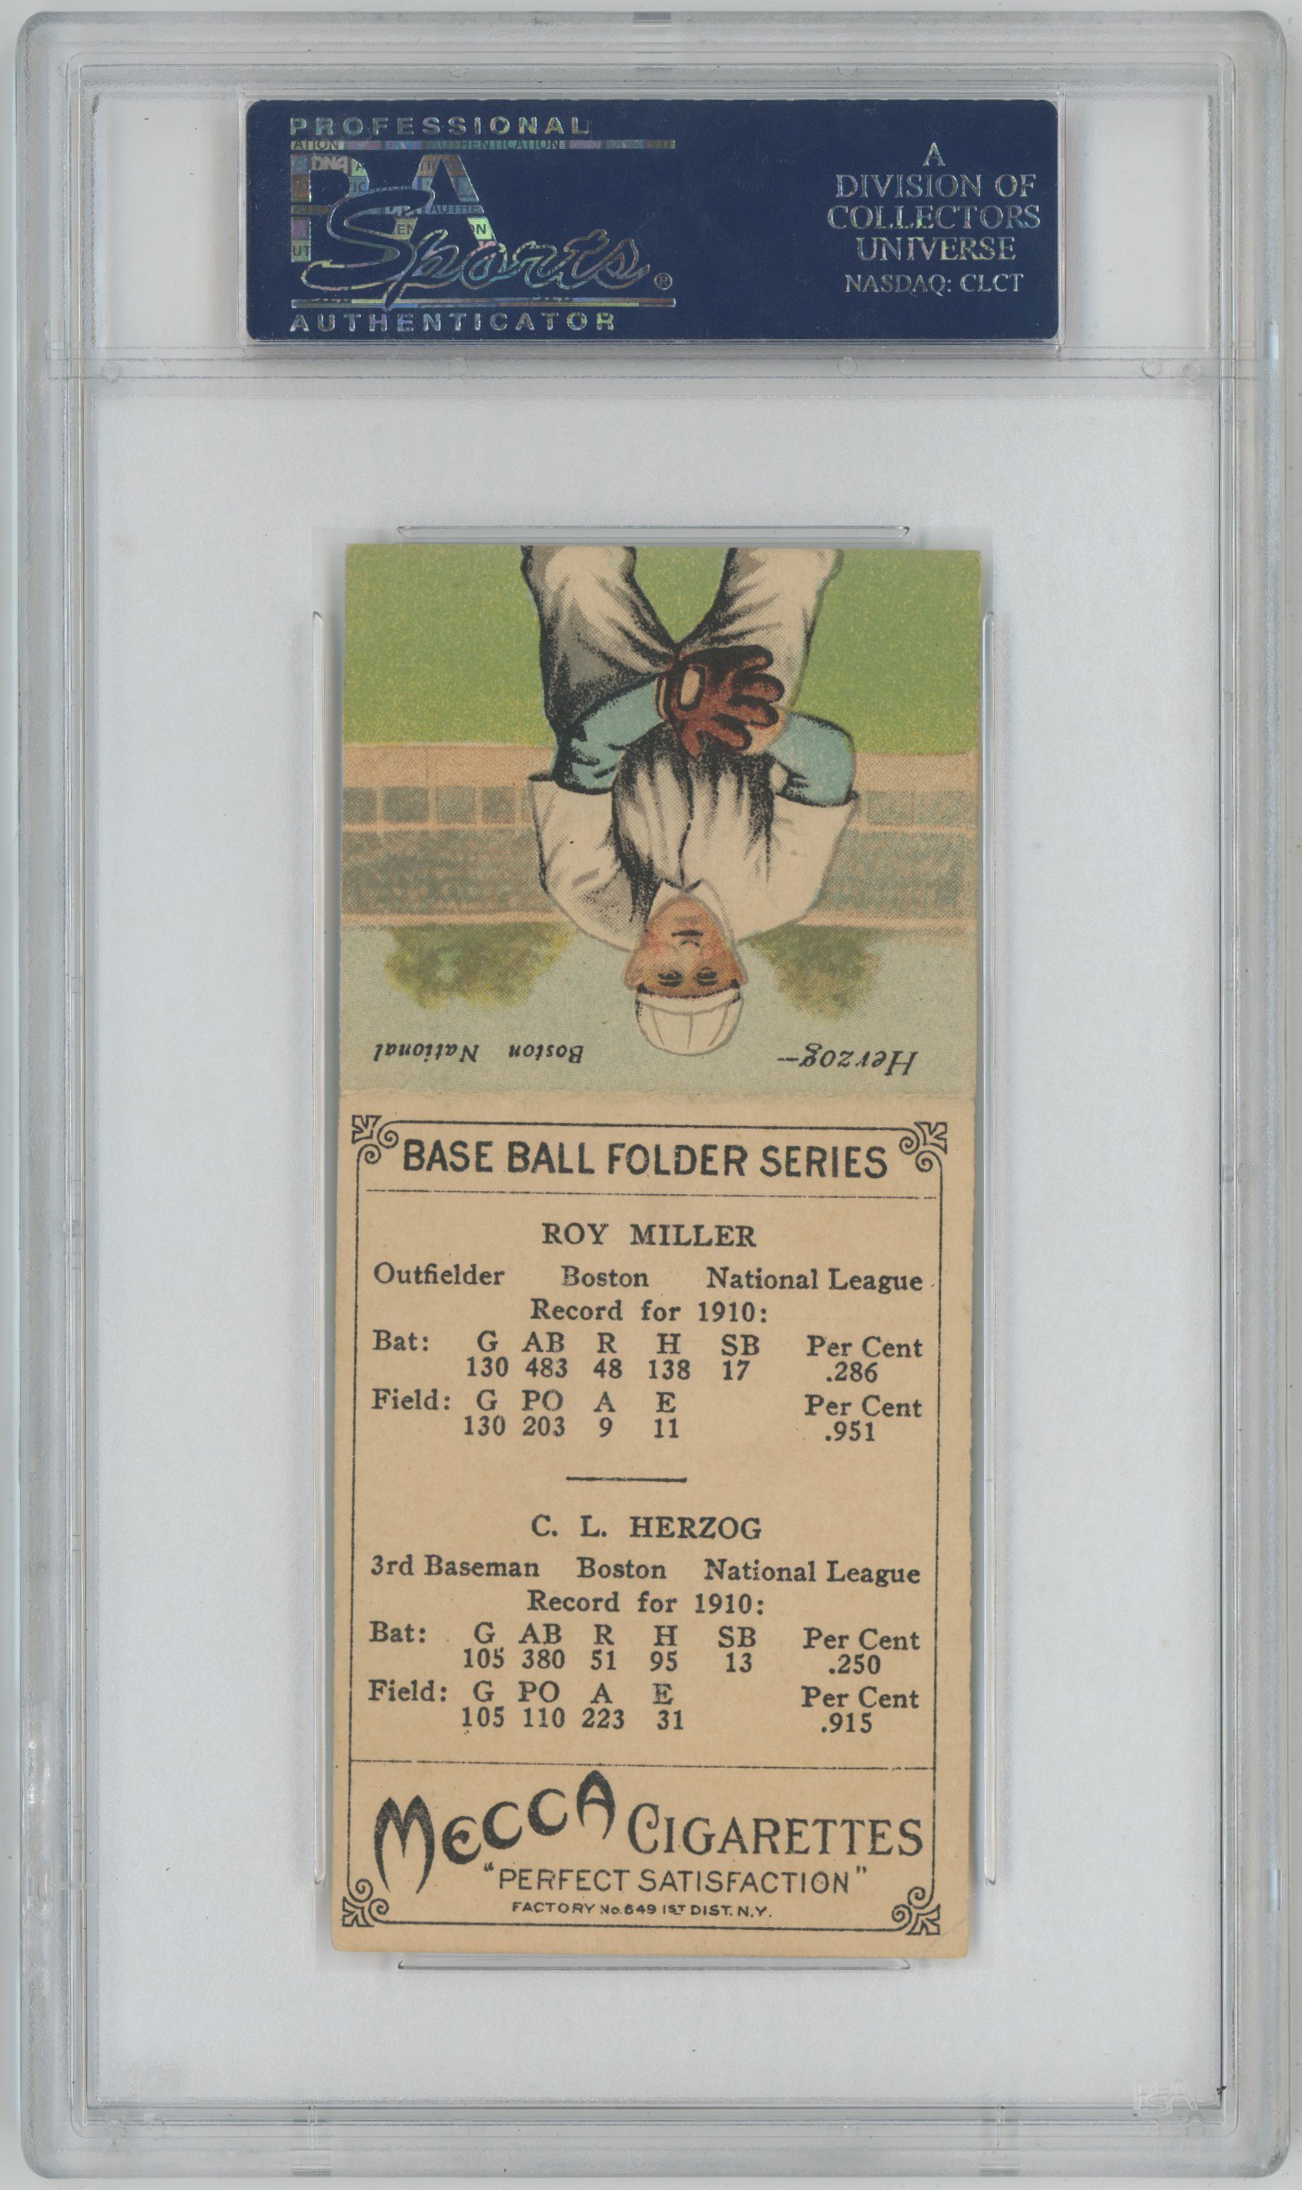 PROFESSIONAL
PSA
DNA
Sports®
AUTHENTICATOR
A
DIVISION OF
COLLECTORS
UNIVERSE
NASDAQ: CLCT
Herzog— Boston National
BASE BALL FOLDER SERIES
ROY MILLER
Outfielder Boston National League
Record for 1910:
Bat: G AB R H SB Per Cent
130 483 48 138 17 .286
Field: G PO A E Per Cent
130 203 9 11 .951
C. L. HERZOG
3rd Baseman Boston National League
Record for 1910:
Bat: G AB R H SB Per Cent
105 380 51 95 13 .250
Field: G PO A E Per Cent
105 110 223 31 .915
MECCA CIGARETTES
"PERFECT SATISFACTION"
FACTORY No. 649 1ST DIST. N.Y.
PSA